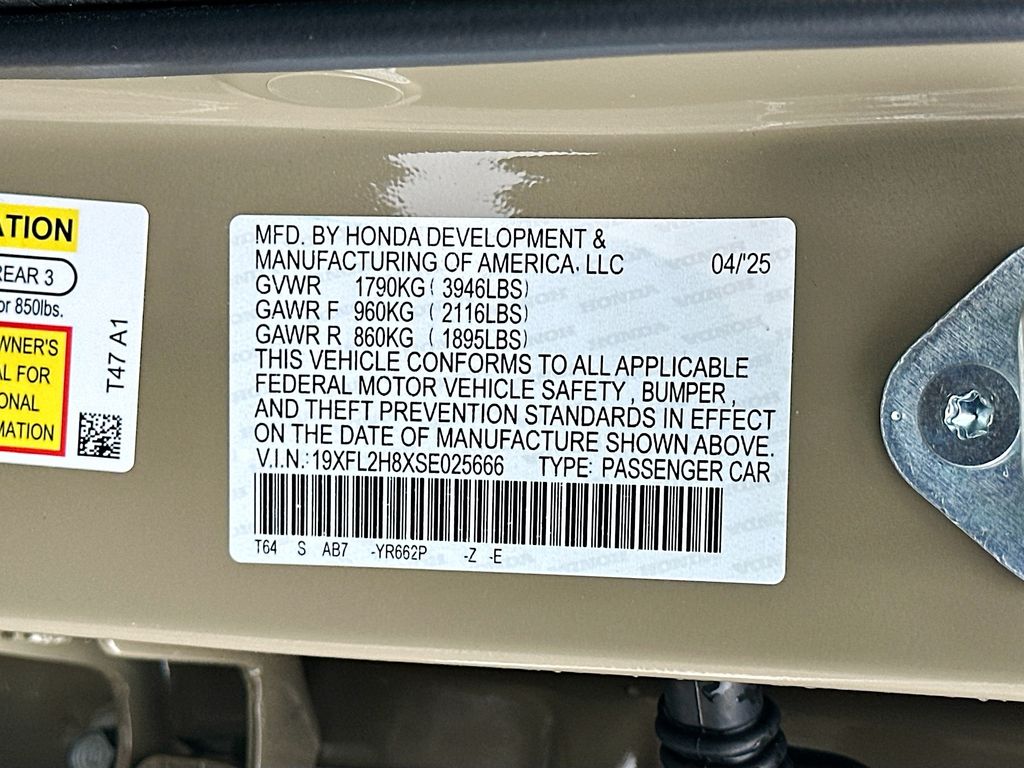 ATION
REAR 3
or 850lbs.
WNER'S
AL FOR
ONAL
MATION
T47 A1
MFD. BY HONDA DEVELOPMENT &
MANUFACTURING OF AMERICA, LLC 04/'25
GVWR 1790KG ( 3946LBS)
GAWR F 960KG ( 2116LBS)
GAWR R 860KG ( 1895LBS)
THIS VEHICLE CONFORMS TO ALL APPLICABLE
FEDERAL MOTOR VEHICLE SAFETY , BUMPER ,
AND THEFT PREVENTION STANDARDS IN EFFECT
ON THE DATE OF MANUFACTURE SHOWN ABOVE.
V.I.N.:19XFL2H8XSE025666 TYPE: PASSENGER CAR
T64 S AB7 -YR662P -Z -E